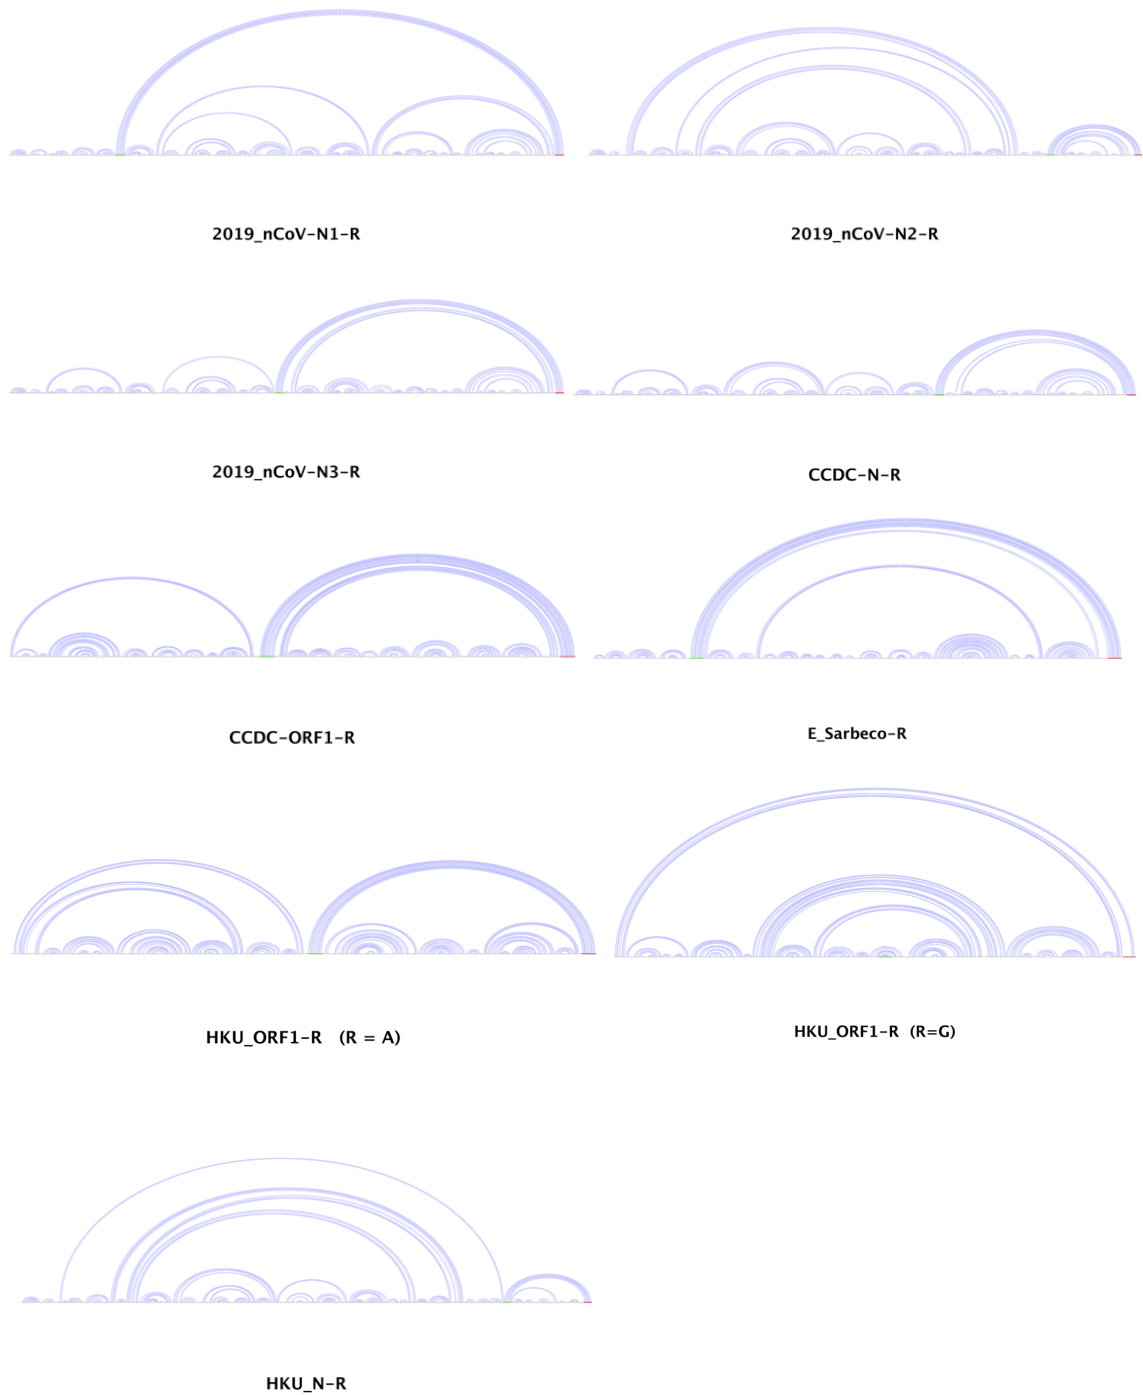 2019_nCoV-N1-R
2019_nCoV-N2-R
2019_nCoV-N3-R
CCDC-N-R
CCDC-ORF1-R
E_Sarbeco-R
HKU_ORF1-R (R = A)
HKU_ORF1-R (R=G)
HKU_N-R